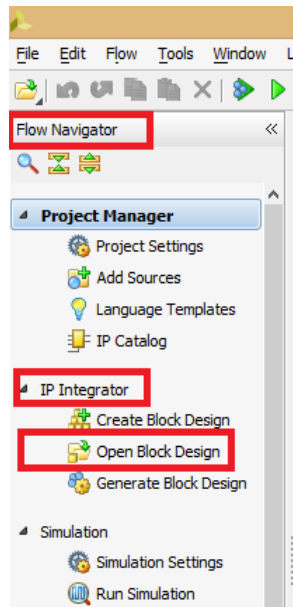 File Edit Flow Tools Window L
Flow Navigator
Project Manager
Project Settings
Add Sources
Language Templates
IP Catalog
IP Integrator
Create Block Design
Open Block Design
Generate Block Design
Simulation
Simulation Settings
Run Simulation